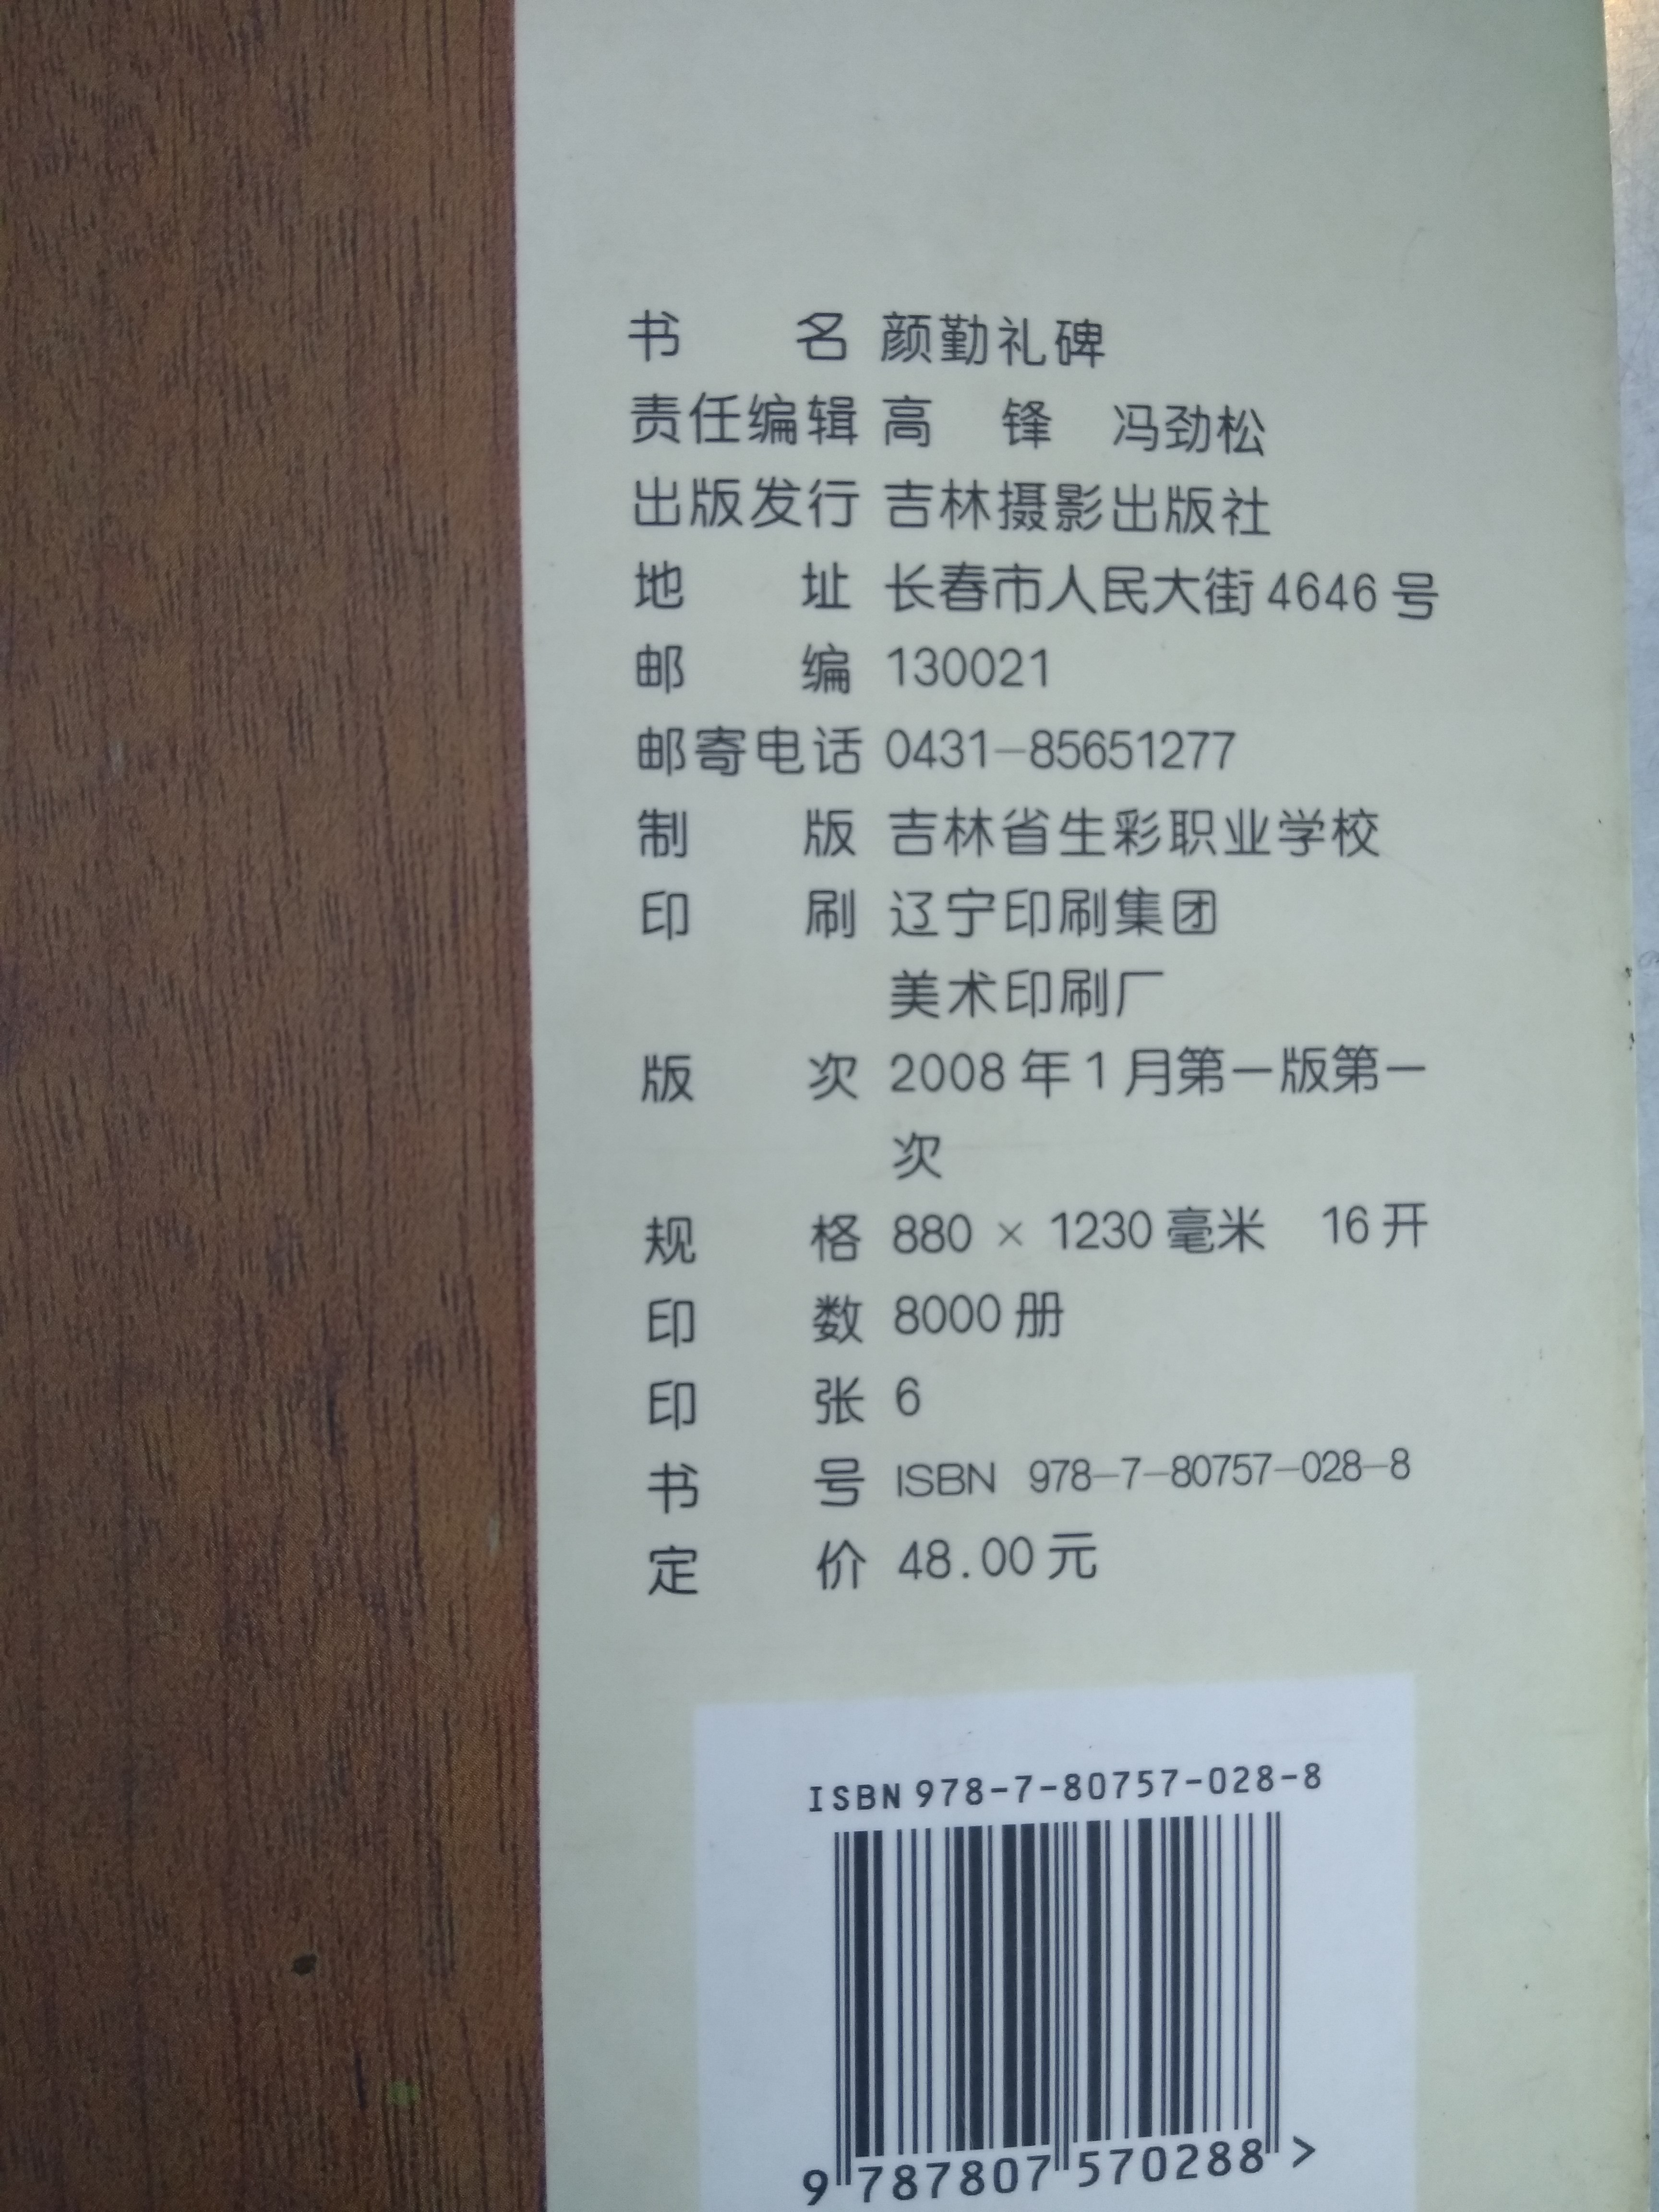 书 名 颜勤礼碑
责任编辑 高 锋 冯劲松
出版发行 吉林摄影出版社
地 址 长春市人民大街4646号
邮 编 130021
邮寄电话 0431-85651277
制 版 吉林省生彩职业学校
印 刷 辽宁印刷集团
美术印刷厂
版 次 2008年1月第一版第一
次
规 格 880 × 1230毫米 16开
印 数 8000册
印 张 6
书 号 ISBN 978-7-80757-028-8
定 价 48.00元
ISBN 978-7-80757-028-8
9 787807 570288 >